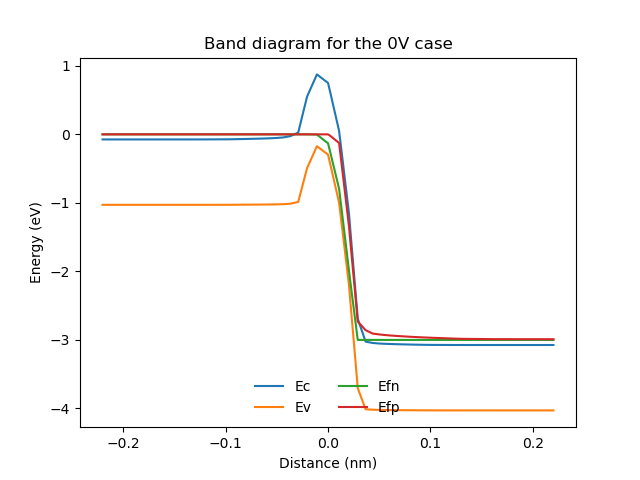 Band diagram for the 0V case
1
0
−1
−2
−3
−4
Energy (eV)
Ec
Efn
Ev
Efp
−0.2
−0.1
0.0
0.1
0.2
Distance (nm)